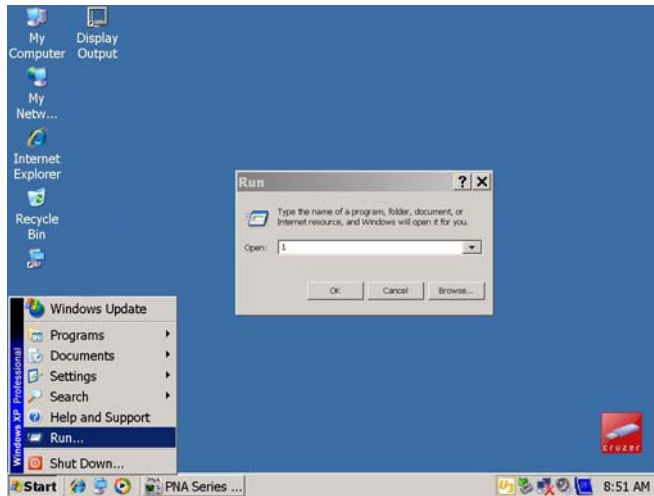 My Computer
Display Output
My Netw...
Internet Explorer
Recycle Bin
Run
Type the name of a program, folder, document, or
Internet resource, and Windows will open it for you.
Open: 1
OK Cancel Browse...
Windows XP Professional
Windows Update
Programs
Documents
Settings
Search
Help and Support
Run...
Shut Down...
cruzer
Start
PNA Series ...
U3
8:51 AM